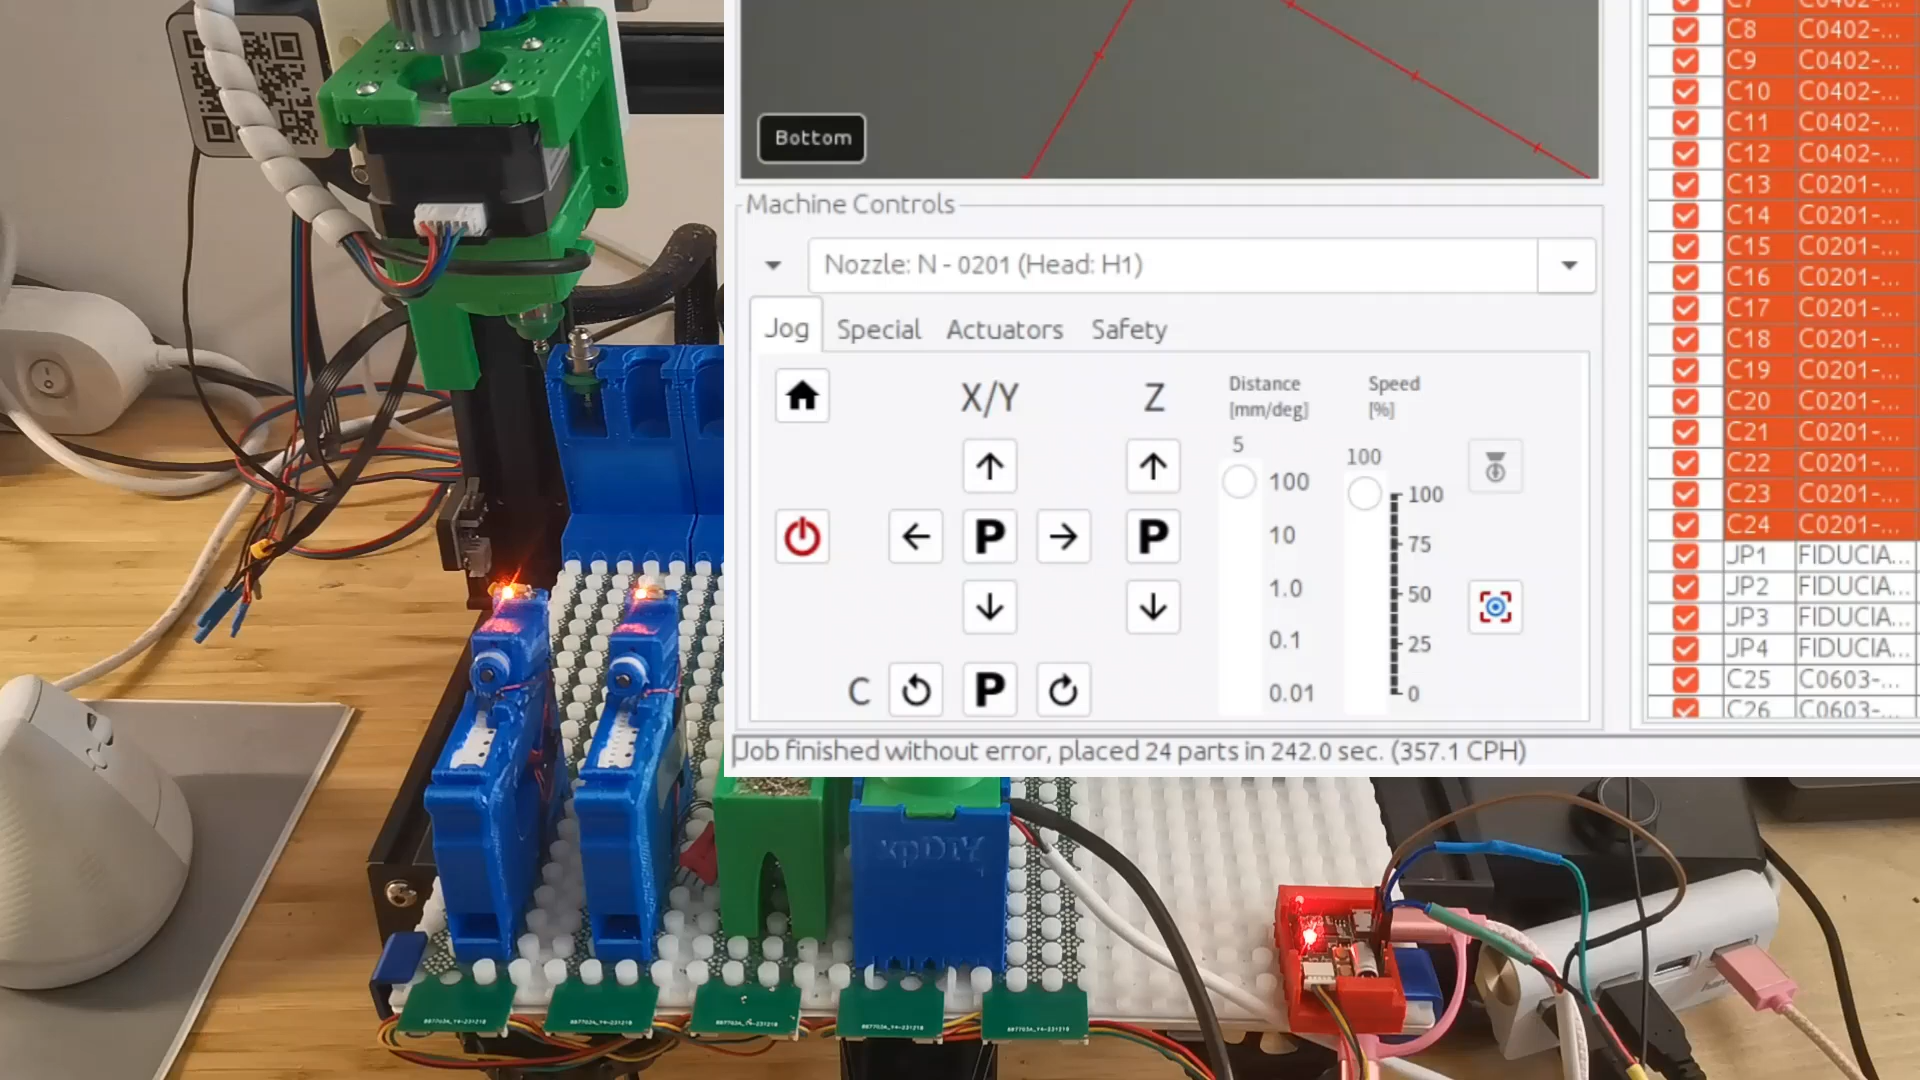 Bottom
Machine Controls
Nozzle: N - 0201 (Head: H1)
Jog Special Actuators Safety
X/Y
Z
Distance
[mm/deg]
Speed
[%]
5
100
100
10
1.0
0.1
0.01
100
75
50
25
0
P
P
C
P
Job finished without error, placed 24 parts in 242.0 sec. (357.1 CPH)
C7 C0402-...
C8 C0402-...
C9 C0402-...
C10 C0402-...
C11 C0402-...
C12 C0402-...
C13 C0201-...
C14 C0201-...
C15 C0201-...
C16 C0201-...
C17 C0201-...
C18 C0201-...
C19 C0201-...
C20 C0201-...
C21 C0201-...
C22 C0201-...
C23 C0201-...
C24 C0201-...
JP1 FIDUCIA...
JP2 FIDUCIA...
JP3 FIDUCIA...
JP4 FIDUCIA...
C25 C0603-...
C26 C0603-...